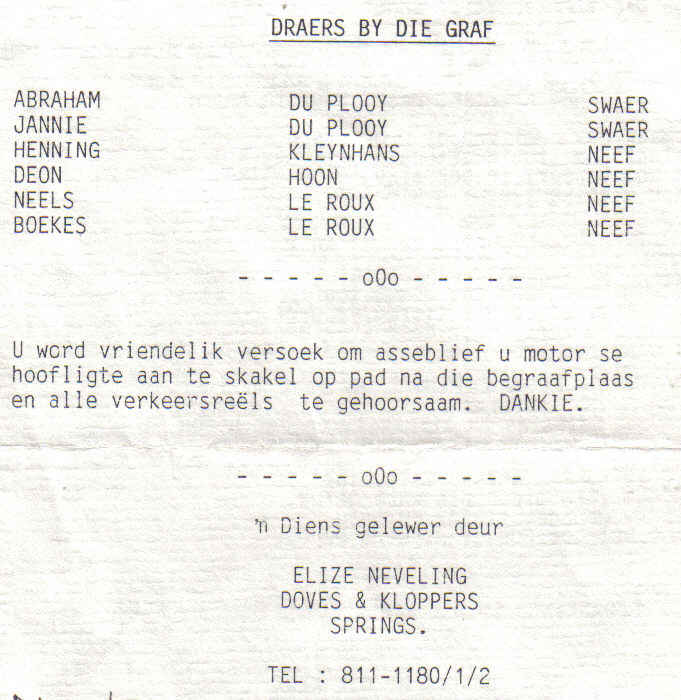 DRAERS BY DIE GRAF
ABRAHAM DU PLOOY SWAER
JANNIE DU PLOOY SWAER
HENNING KLEYNHANS NEEF
DEON HOON NEEF
NEELS LE ROUX NEEF
BOEKES LE ROUX NEEF
- - - - - oOo - - - - -
U word vriendelik versoek om asseblief u motor se
hoofligte aan te skakel op pad na die begraafplaas
en alle verkeersreëls te gehoorsaam. DANKIE.
- - - - - oOo - - - - -
'n Diens gelewer deur
ELIZE NEVELING
DOVES & KLOPPERS
SPRINGS.
TEL : 811-1180/1/2